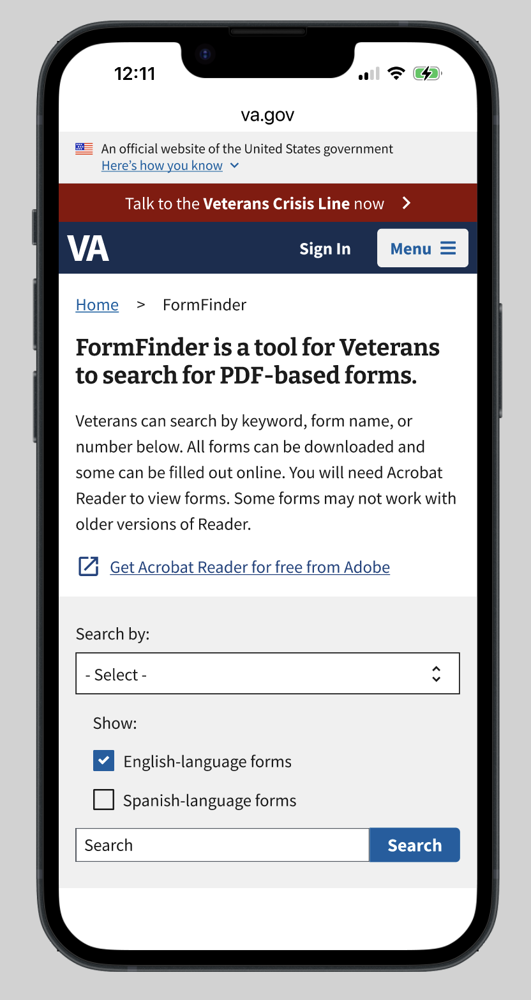 12:11
va.gov
An official website of the United States government
Here's how you know
Talk to the Veterans Crisis Line now
VA
Sign In
Menu
Home > FormFinder
FormFinder is a tool for Veterans
to search for PDF-based forms.
Veterans can search by keyword, form name, or
number below. All forms can be downloaded and
some can be filled out online. You will need Acrobat
Reader to view forms. Some forms may not work with
older versions of Reader.
Get Acrobat Reader for free from Adobe
Search by:
- Select -
Show:
English-language forms
Spanish-language forms
Search
Search